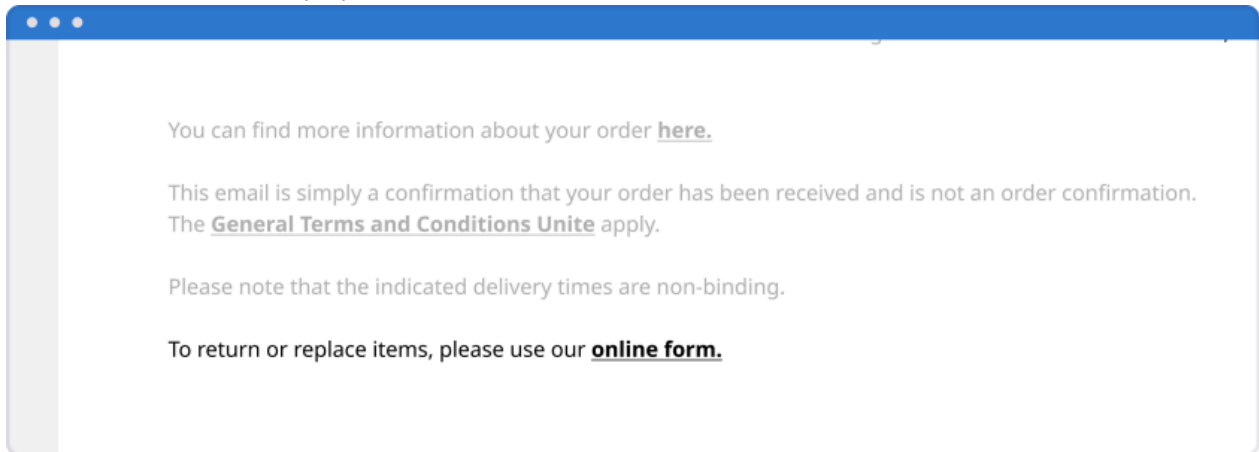 You can find more information about your order here.
This email is simply a confirmation that your order has been received and is not an order confirmation.
The General Terms and Conditions Unite apply.
Please note that the indicated delivery times are non-binding.
To return or replace items, please use our online form.